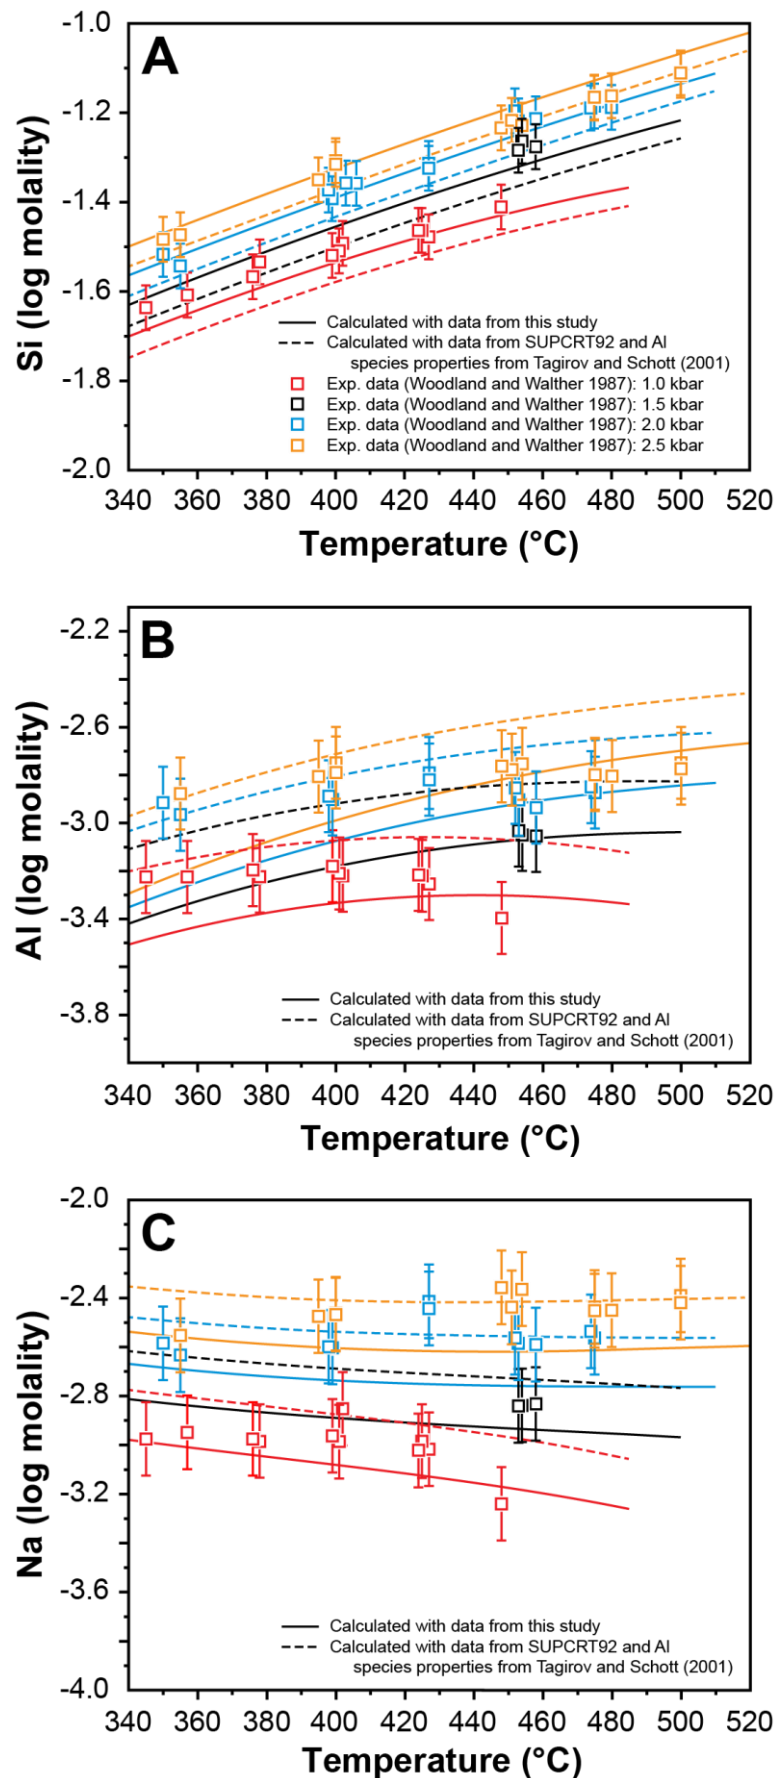 A
Si (log molality)
-1.0
-1.2
-1.4
-1.6
-1.8
-2.0
Calculated with data from this study
Calculated with data from SUPCRT92 and Al
species properties from Tagirov and Schott (2001)
Exp. data (Woodland and Walther 1987): 1.0 kbar
Exp. data (Woodland and Walther 1987): 1.5 kbar
Exp. data (Woodland and Walther 1987): 2.0 kbar
Exp. data (Woodland and Walther 1987): 2.5 kbar
340 360 380 400 420 440 460 480 500 520
Temperature (°C)
B
Al (log molality)
-2.2
-2.6
-3.0
-3.4
-3.8
Calculated with data from this study
Calculated with data from SUPCRT92 and Al
species properties from Tagirov and Schott (2001)
340 360 380 400 420 440 460 480 500 520
Temperature (°C)
C
Na (log molality)
-2.0
-2.4
-2.8
-3.2
-3.6
-4.0
Calculated with data from this study
Calculated with data from SUPCRT92 and Al
species properties from Tagirov and Schott (2001)
340 360 380 400 420 440 460 480 500 520
Temperature (°C)